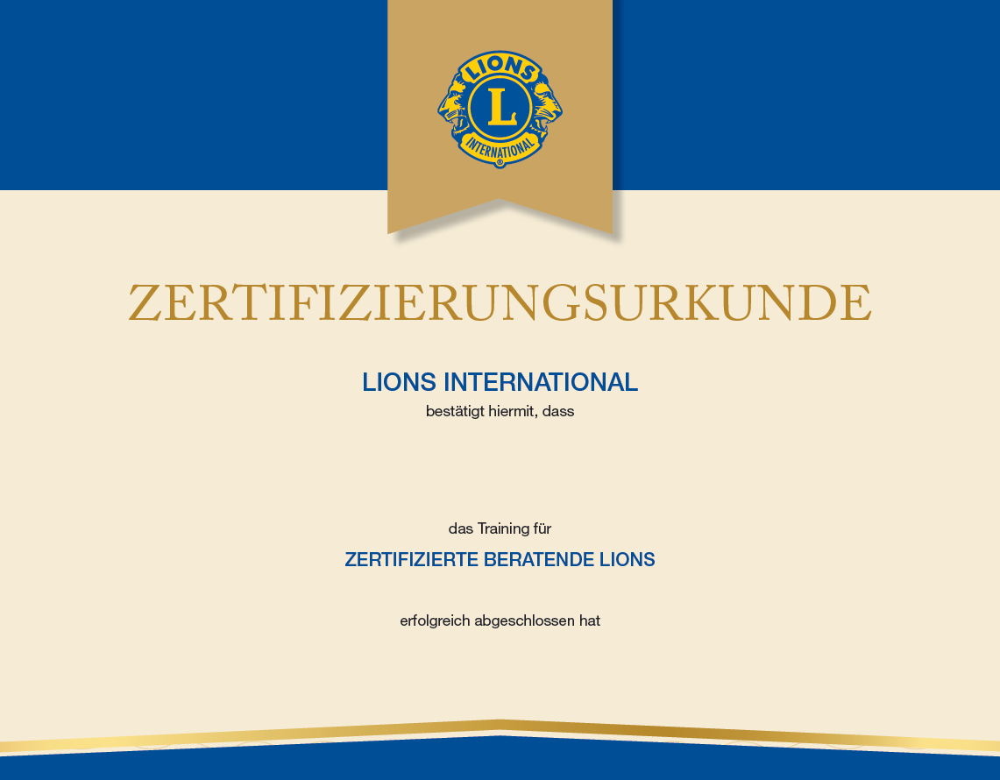 LIONS
L
INTERNATIONAL
®
ZERTIFIZIERUNGSURKUNDE
LIONS INTERNATIONAL
bestätigt hiermit, dass
das Training für
ZERTIFIZIERTE BERATENDE LIONS
erfolgreich abgeschlossen hat